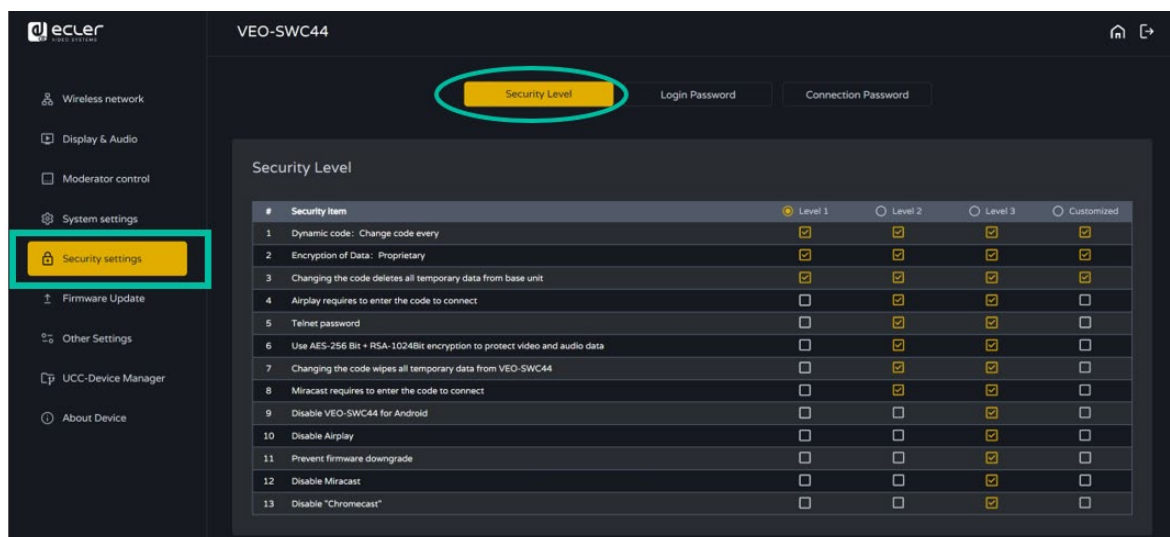 ecler
VIDEO SYSTEMS
VEO-SWC44
Wireless network
Display & Audio
Moderator control
System settings
Security settings
Firmware Update
Other Settings
UCC-Device Manager
About Device
Security Level Login Password Connection Password
Security Level
# Security Item Level 1 Level 2 Level 3 Customized
1 Dynamic code: Change code every
2 Encryption of Data: Proprietary
3 Changing the code deletes all temporary data from base unit
4 Airplay requires to enter the code to connect
5 Telnet password
6 Use AES-256 Bit + RSA-1024Bit encryption to protect video and audio data
7 Changing the code wipes all temporary data from VEO-SWC44
8 Miracast requires to enter the code to connect
9 Disable VEO-SWC44 for Android
10 Disable Airplay
11 Prevent firmware downgrade
12 Disable Miracast
13 Disable "Chromecast"